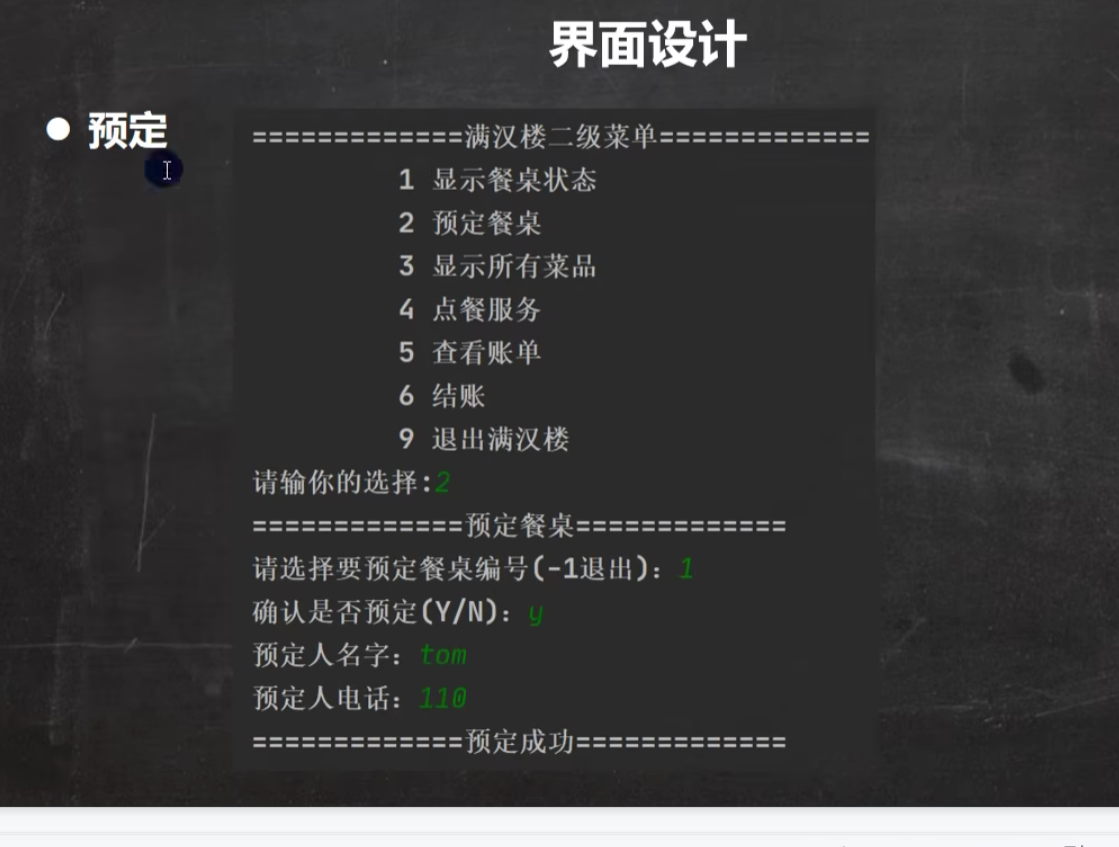 界面设计
● 预定
=============满汉楼二级菜单=============
1 显示餐桌状态
2 预定餐桌
3 显示所有菜品
4 点餐服务
5 查看账单
6 结账
9 退出满汉楼
请输你的选择:2
=============预定餐桌=============
请选择要预定餐桌编号(-1退出): 1
确认是否预定(Y/N): y
预定人名字: tom
预定人电话: 110
=============预定成功=============